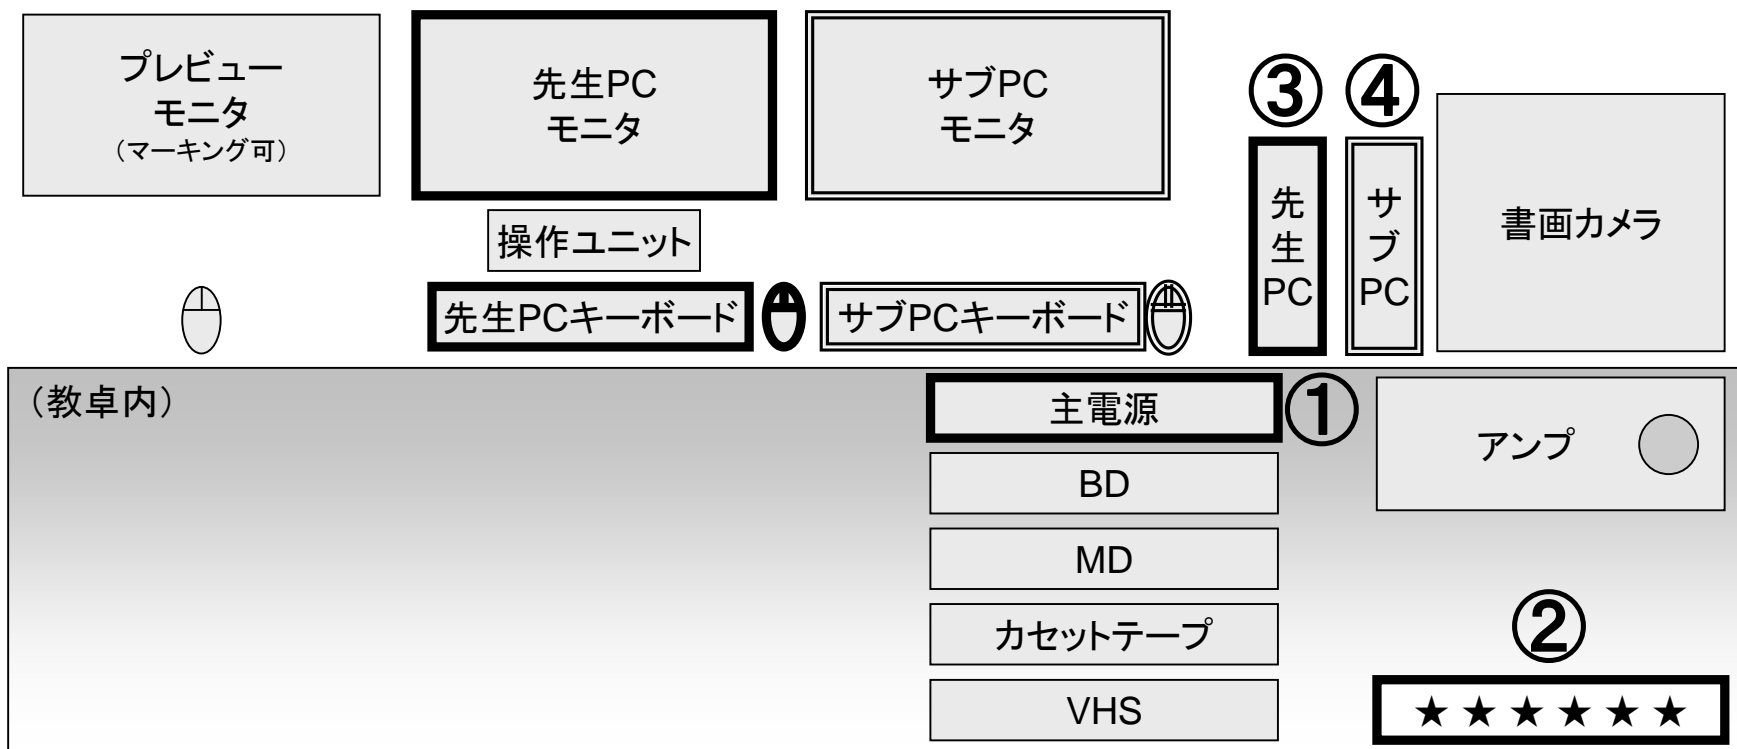 プレビュー
モニタ
（マーキング可）
先生PC
モニタ
サブPC
モニタ
③
④
先生PC
サブPC
書画カメラ
操作ユニット
先生PCキーボード
サブPCキーボード
（教卓内）
主電源
①
アンプ
BD
MD
カセットテープ
②
VHS
★★★★★★